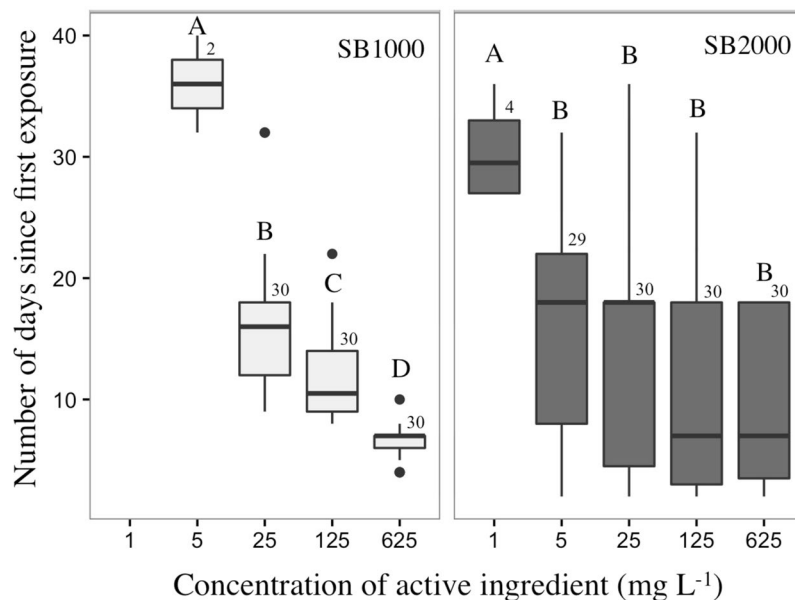 Number of days since first exposure
40
30
20
10
SB1000
A
2
B
30
C
30
D
30
1 5 25 125 625
SB2000
A
4
B
29
B
30
B
30
B
30
1 5 25 125 625
Concentration of active ingredient (mg L⁻¹)